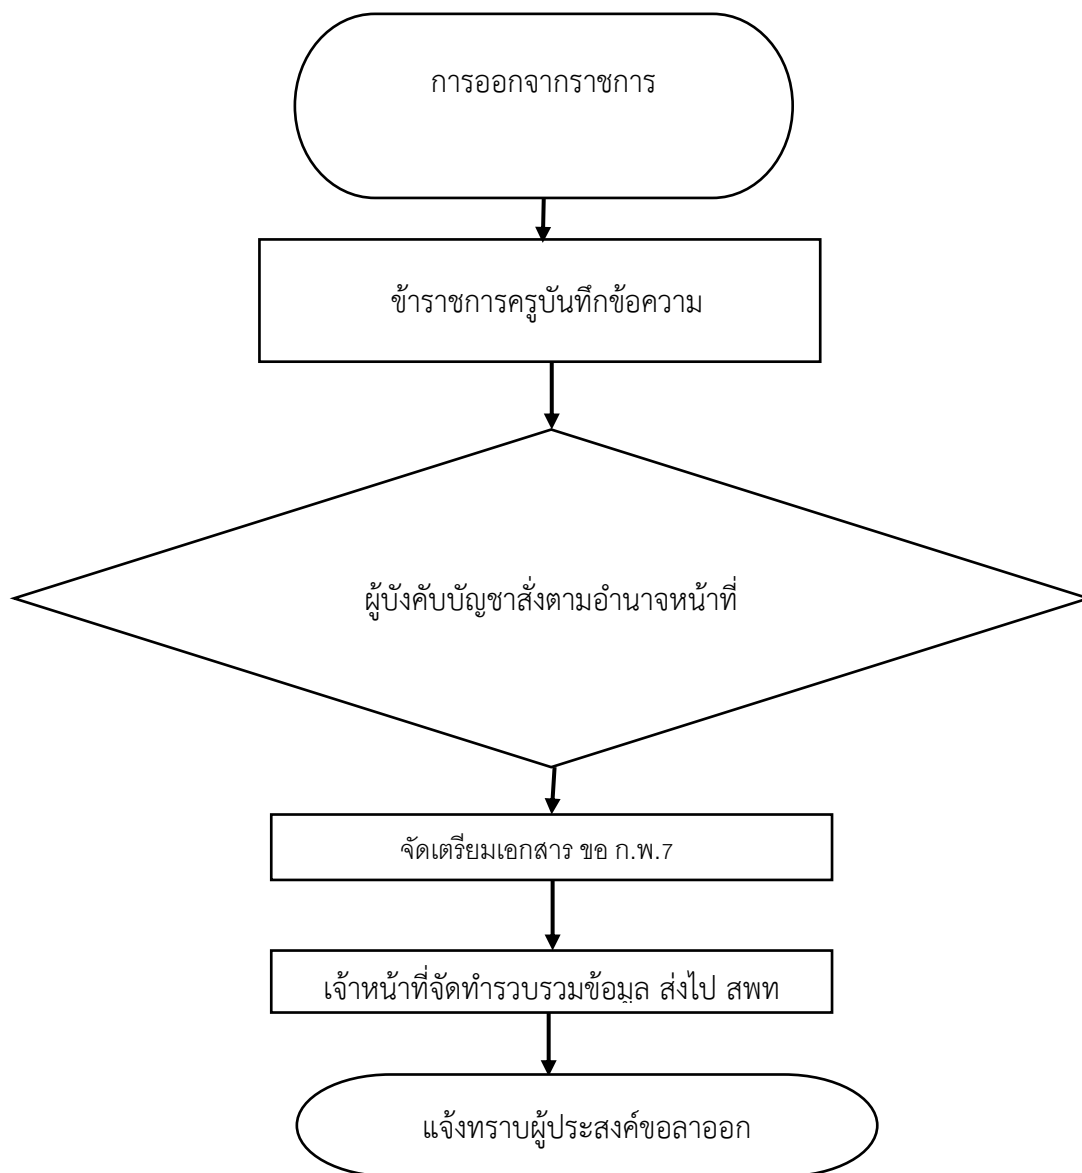 การออกจากราชการ
ข้าราชการครูบันทึกข้อความ
ผู้บังคับบัญชาสั่งตามอำนาจหน้าที่
จัดเตรียมเอกสาร ขอ ก.พ.7
เจ้าหน้าที่จัดทำรวบรวมข้อมูล ส่งไป สพท
แจ้งทราบผู้ประสงค์ขอลาออก